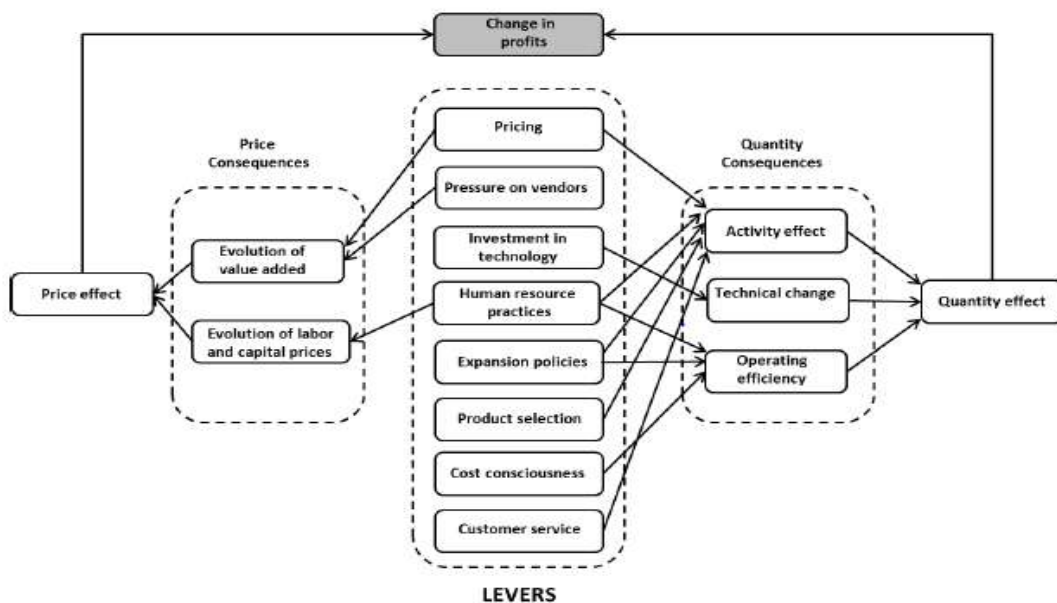 Change in
profits
Price
Consequences
Pricing
Quantity
Consequences
Pressure on vendors
Evolution of
value added
Investment in
technology
Activity effect
Price effect
Human resource
practices
Technical change
Quantity effect
Evolution of labor
and capital prices
Expansion policies
Operating
efficiency
Product selection
Cost consciousness
Customer service
LEVERS